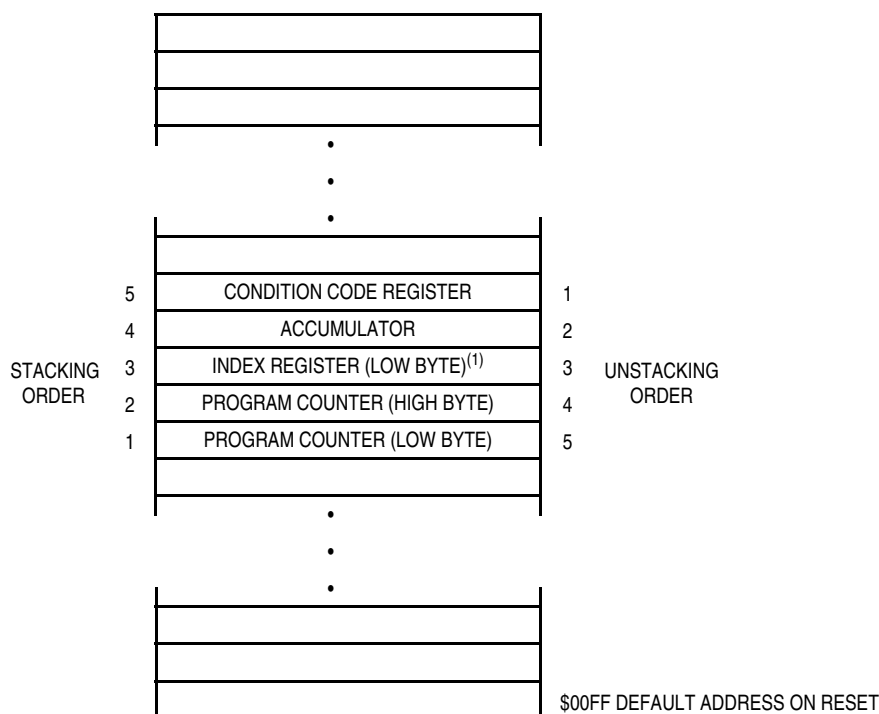 5 CONDITION CODE REGISTER 1
4 ACCUMULATOR 2
STACKING ORDER
3 INDEX REGISTER (LOW BYTE)(1) 3
UNSTACKING ORDER
2 PROGRAM COUNTER (HIGH BYTE) 4
1 PROGRAM COUNTER (LOW BYTE) 5
$00FF DEFAULT ADDRESS ON RESET